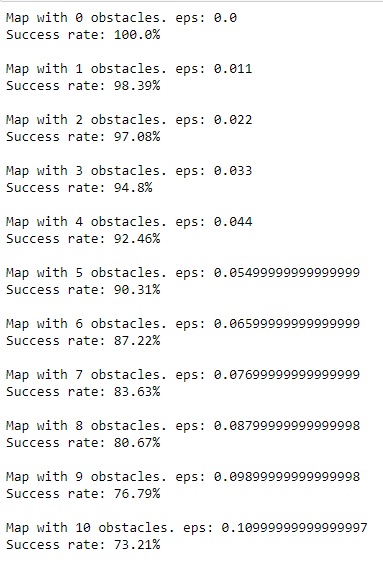 Map with 0 obstacles. eps: 0.0
Success rate: 100.0%
Map with 1 obstacles. eps: 0.011
Success rate: 98.39%
Map with 2 obstacles. eps: 0.022
Success rate: 97.08%
Map with 3 obstacles. eps: 0.033
Success rate: 94.8%
Map with 4 obstacles. eps: 0.044
Success rate: 92.46%
Map with 5 obstacles. eps: 0.05499999999999999
Success rate: 90.31%
Map with 6 obstacles. eps: 0.06599999999999999
Success rate: 87.22%
Map with 7 obstacles. eps: 0.07699999999999999
Success rate: 83.63%
Map with 8 obstacles. eps: 0.08799999999999998
Success rate: 80.67%
Map with 9 obstacles. eps: 0.09899999999999998
Success rate: 76.79%
Map with 10 obstacles. eps: 0.10999999999999997
Success rate: 73.21%